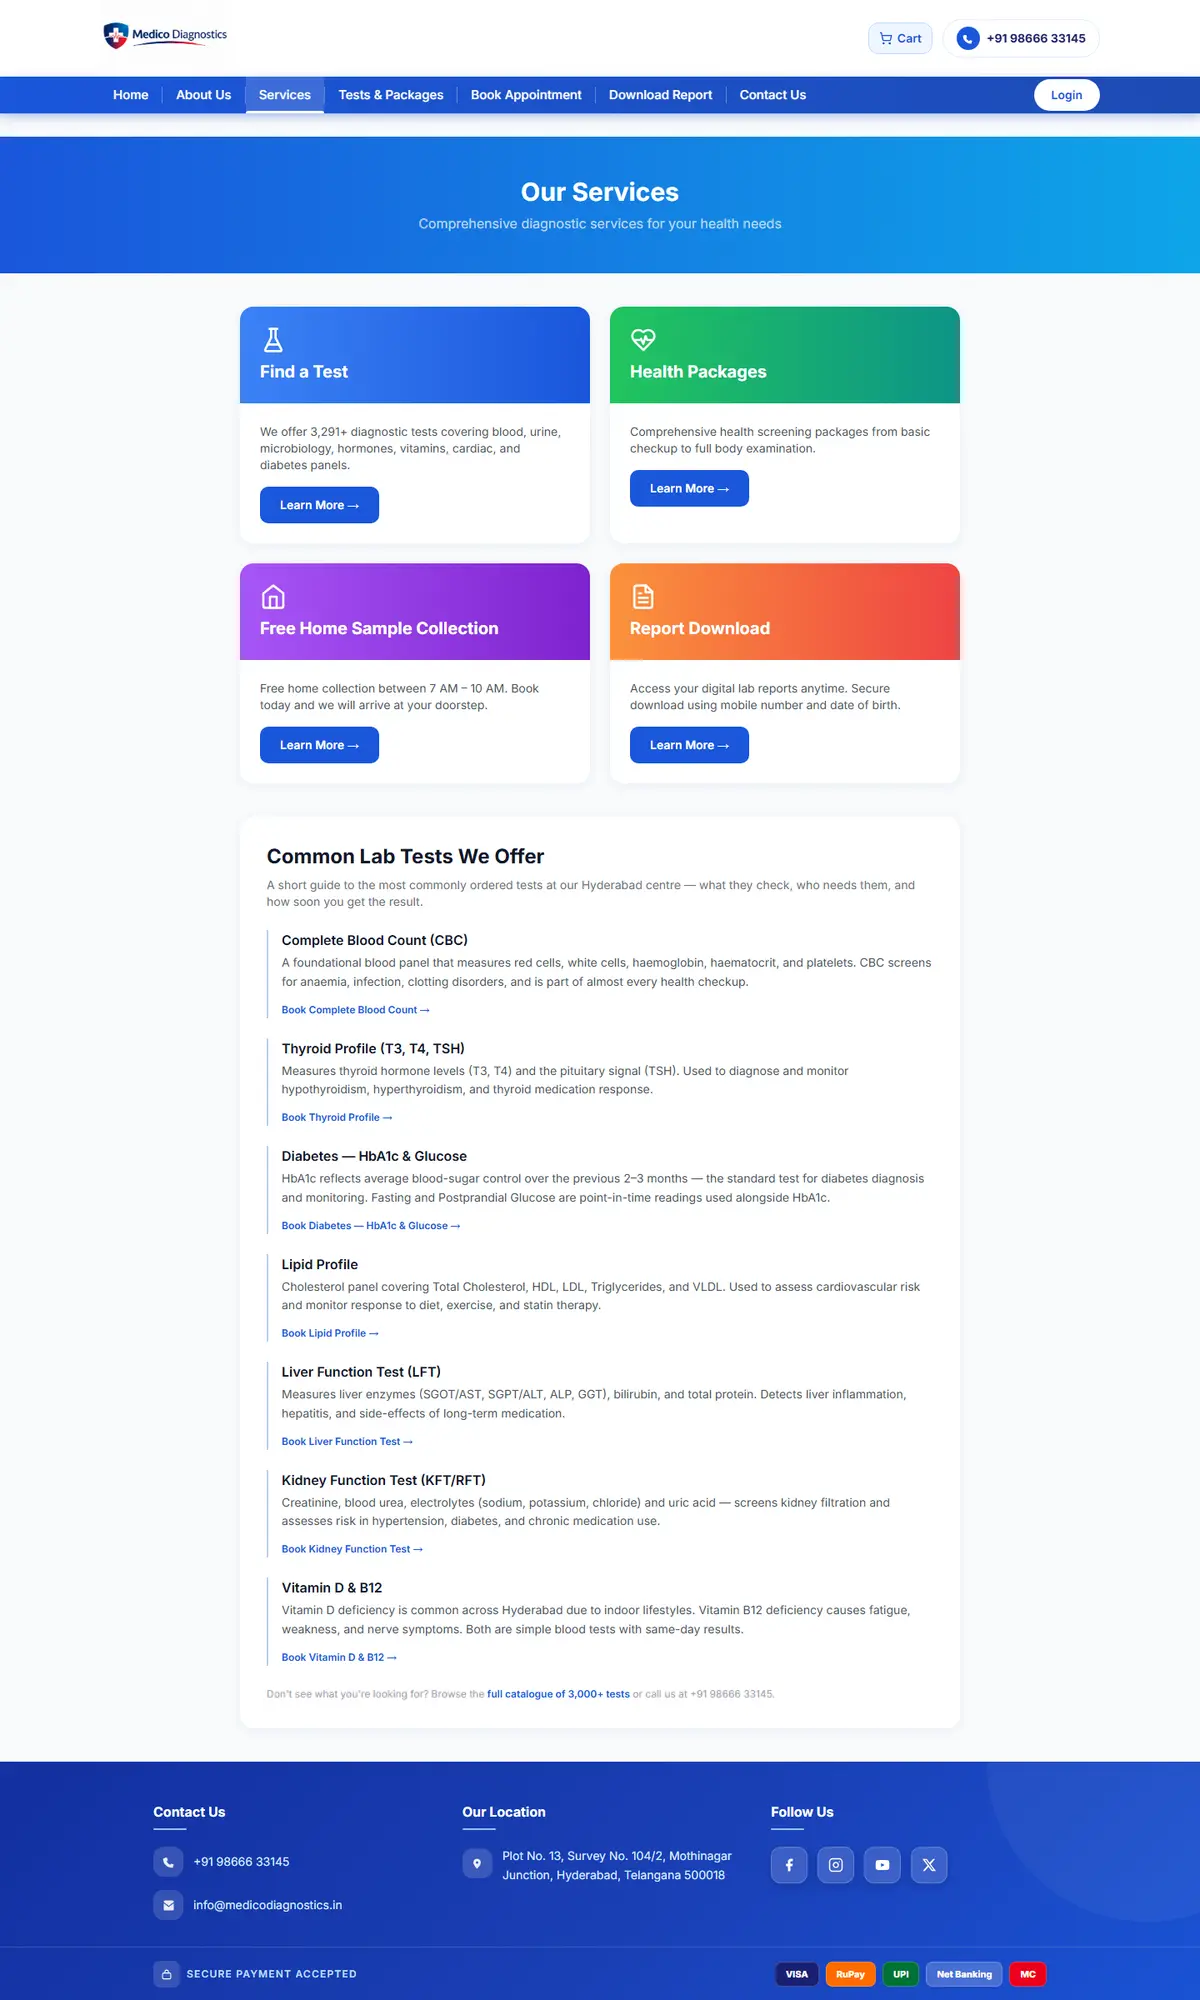 Medico Diagnostics
Cart
+91 98666 33145
Home
About Us
Services
Tests & Packages
Book Appointment
Download Report
Contact Us
Login
Our Services
Comprehensive diagnostic services for your health needs
Find a Test
We offer 3,291+ diagnostic tests covering blood, urine,
microbiology, hormones, vitamins, cardiac, and
diabetes panels.
Learn More →
Health Packages
Comprehensive health screening packages from basic
checkup to full body examination.
Learn More →
Free Home Sample Collection
Free home collection between 7 AM – 10 AM. Book
today and we will arrive at your doorstep.
Learn More →
Report Download
Access your digital lab reports anytime. Secure
download using mobile number and date of birth.
Learn More →
Common Lab Tests We Offer
A short guide to the most commonly ordered tests at our Hyderabad centre — what they check, who needs them, and
how soon you get the result.
Complete Blood Count (CBC)
A foundational blood panel that measures red cells, white cells, haemoglobin, haematocrit, and platelets. CBC screens
for anaemia, infection, clotting disorders, and is part of almost every health checkup.
Book Complete Blood Count →
Thyroid Profile (T3, T4, TSH)
Measures thyroid hormone levels (T3, T4) and the pituitary signal (TSH). Used to diagnose and monitor
hypothyroidism, hyperthyroidism, and thyroid medication response.
Book Thyroid Profile →
Diabetes — HbA1c & Glucose
HbA1c reflects average blood-sugar control over the previous 2–3 months — the standard test for diabetes diagnosis
and monitoring. Fasting and Postprandial Glucose are point-in-time readings used alongside HbA1c.
Book Diabetes — HbA1c & Glucose →
Lipid Profile
Cholesterol panel covering Total Cholesterol, HDL, LDL, Triglycerides, and VLDL. Used to assess cardiovascular risk
and monitor response to diet, exercise, and statin therapy.
Book Lipid Profile →
Liver Function Test (LFT)
Measures liver enzymes (SGOT/AST, SGPT/ALT, ALP, GGT), bilirubin, and total protein. Detects liver inflammation,
hepatitis, and side-effects of long-term medication.
Book Liver Function Test →
Kidney Function Test (KFT/RFT)
Creatinine, blood urea, electrolytes (sodium, potassium, chloride) and uric acid — screens kidney filtration and
assesses risk in hypertension, diabetes, and chronic medication use.
Book Kidney Function Test →
Vitamin D & B12
Vitamin D deficiency is common across Hyderabad due to indoor lifestyles. Vitamin B12 deficiency causes fatigue,
weakness, and nerve symptoms. Both are simple blood tests with same-day results.
Book Vitamin D & B12 →
Don't see what you're looking for? Browse the full catalogue of 3,000+ tests or call us at +91 98666 33145.
Contact Us
+91 98666 33145
info@medicodiagnostics.in
Our Location
Plot No. 13, Survey No. 104/2, Mothinagar
Junction, Hyderabad, Telangana 500018
Follow Us
SECURE PAYMENT ACCEPTED
VISA
RuPay
UPI
Net Banking
MC